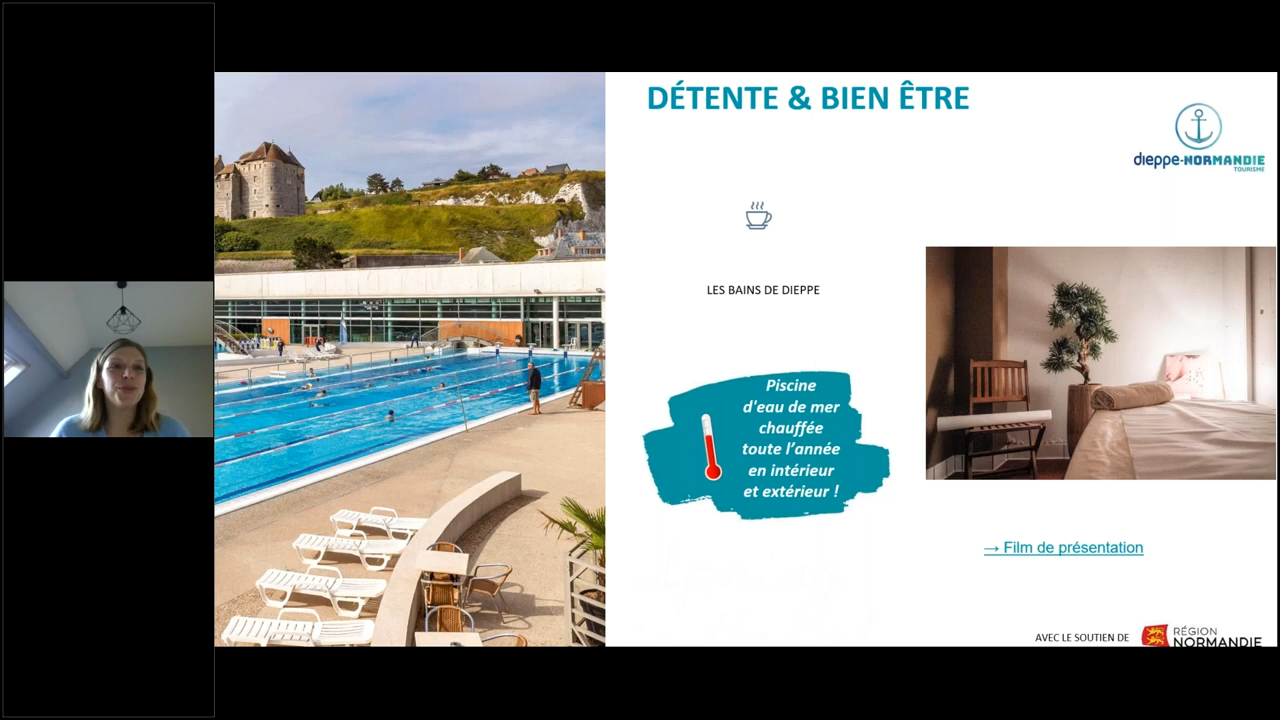 DÉTENTE & BIEN ÊTRE
dieppe-NORMANDIE
TOURISME
LES BAINS DE DIEPPE
Piscine
d'eau de mer
chauffée
toute l’année
en intérieur
et extérieur !
→ Film de présentation
AVEC LE SOUTIEN DE
RÉGION
NORMANDIE